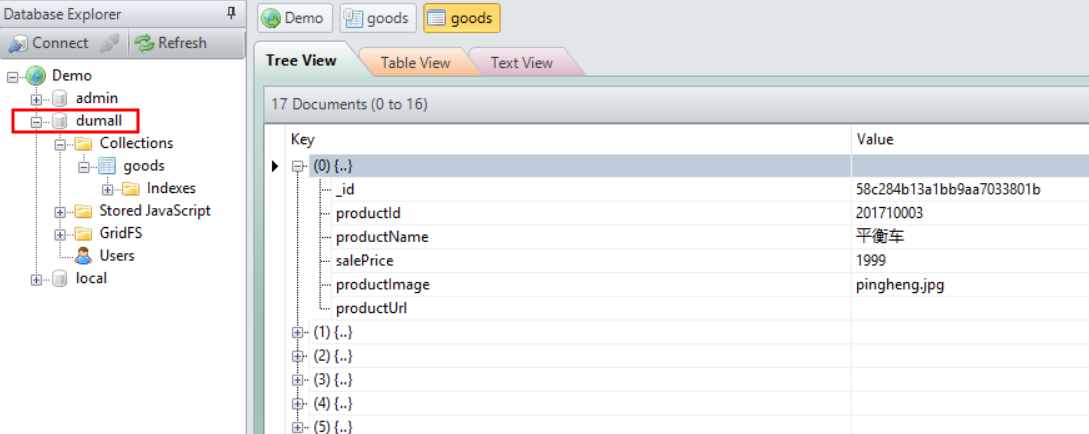 Database Explorer
Connect Refresh
Demo
admin
dumall
Collections
goods
Indexes
Stored JavaScript
GridFS
Users
local
Demo goods goods
Tree View Table View Text View
17 Documents (0 to 16)
Key Value
(0) {..}
_id 58c284b13a1bb9aa7033801b
productId 201710003
productName 平衡车
salePrice 1999
productImage pingheng.jpg
productUrl
(1) {..}
(2) {..}
(3) {..}
(4) {..}
(5) {..}